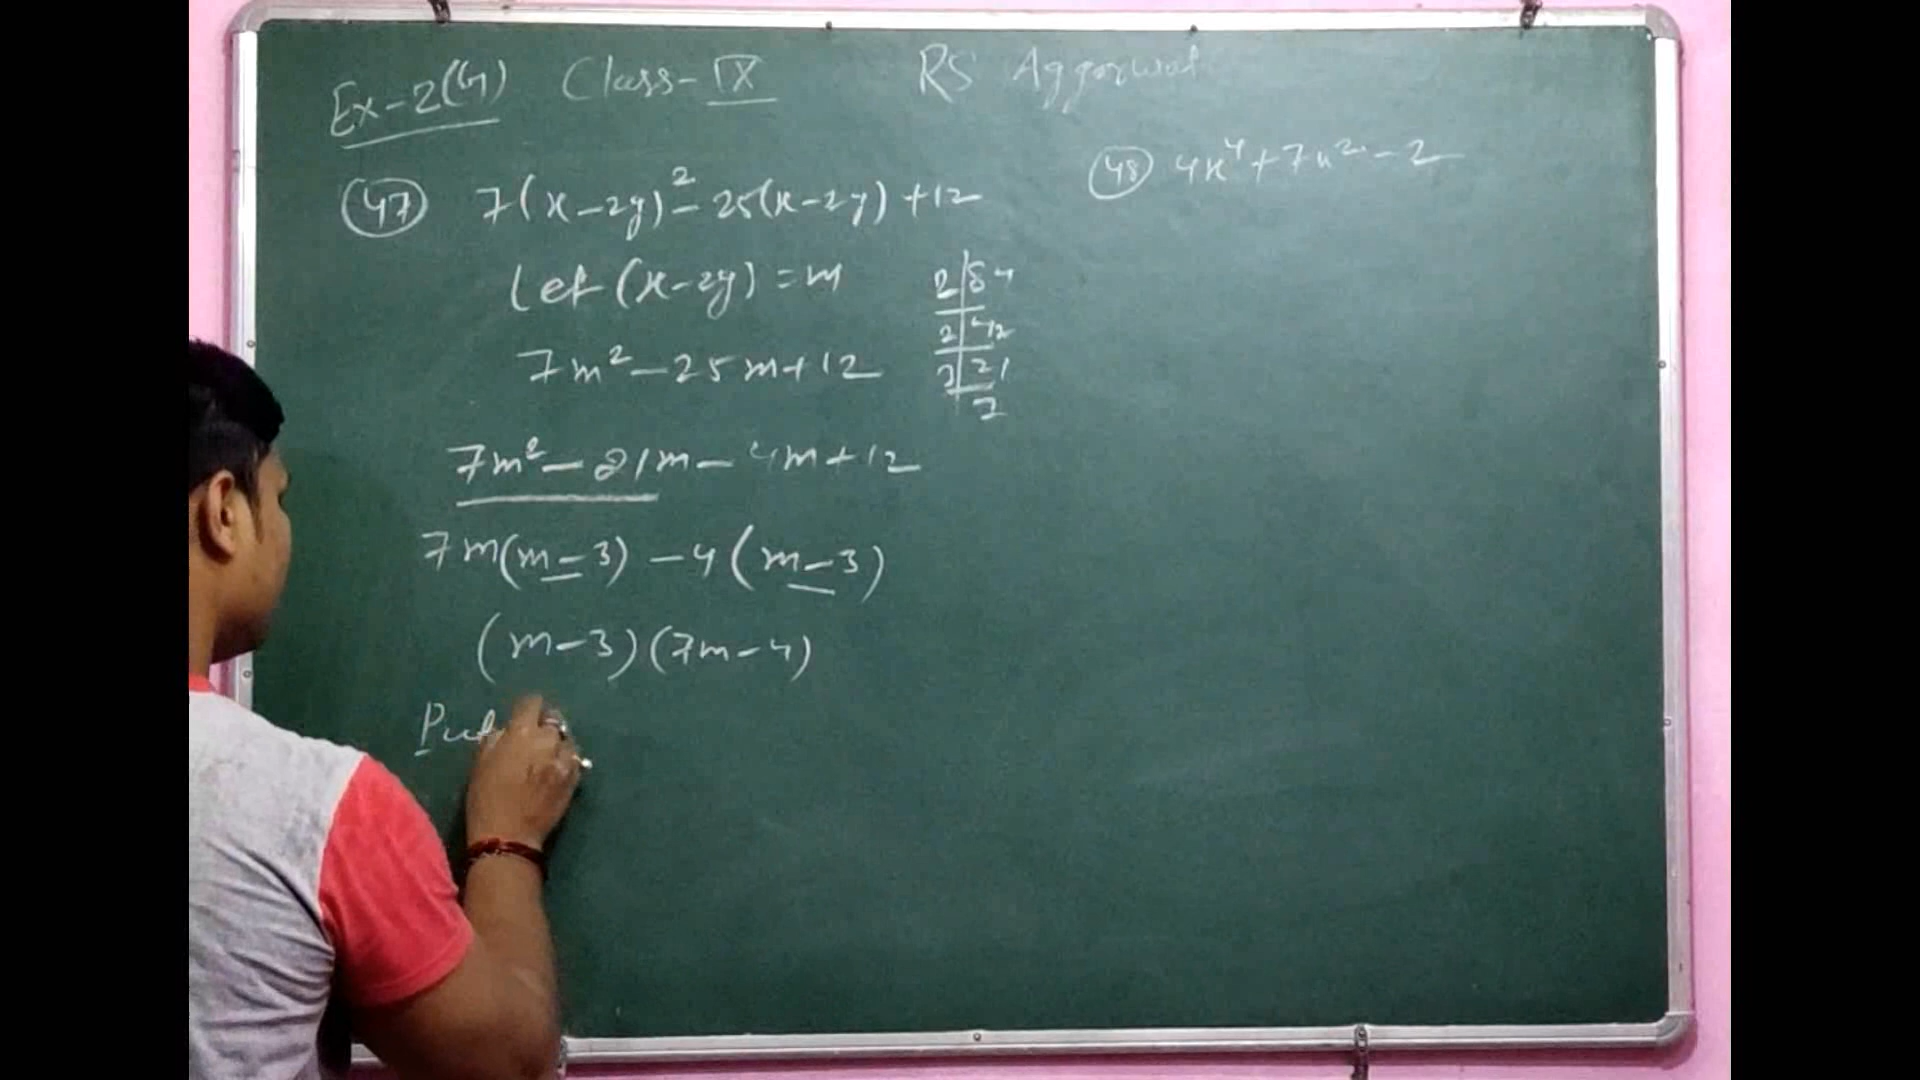 Ex-2(G) Class-IX RS Aggarwal
47 7(x-2y)²-25(x-2y)+12
let (x-2y)=m
7m²-25m+12
7m²-21m-4m+12
7m(m-3)-4(m-3)
(m-3)(7m-4)
Put
2|84
2|42
3|21
7
48 4x⁴+7x²-2